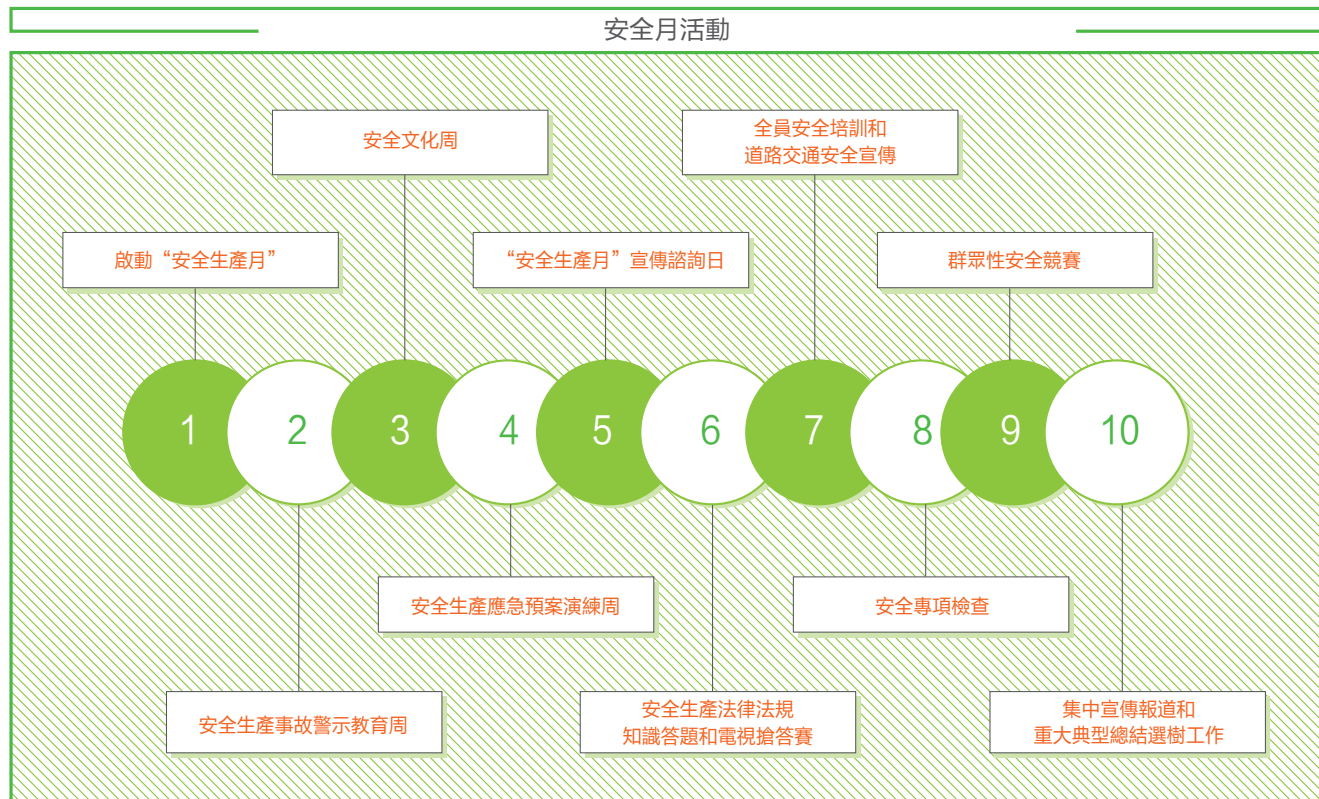 安全月活動
安全文化周
全員安全培訓和
道路交通安全宣傳
啟動“安全生產月”
“安全生產月”宣傳諮詢日
群眾性安全競賽
1
2
3
4
5
6
7
8
9
10
安全生產應急預案演練周
安全專項檢查
安全生產事故警示教育周
安全生產法律法規
知識答題和電視搶答賽
集中宣傳報道和
重大典型總結選樹工作